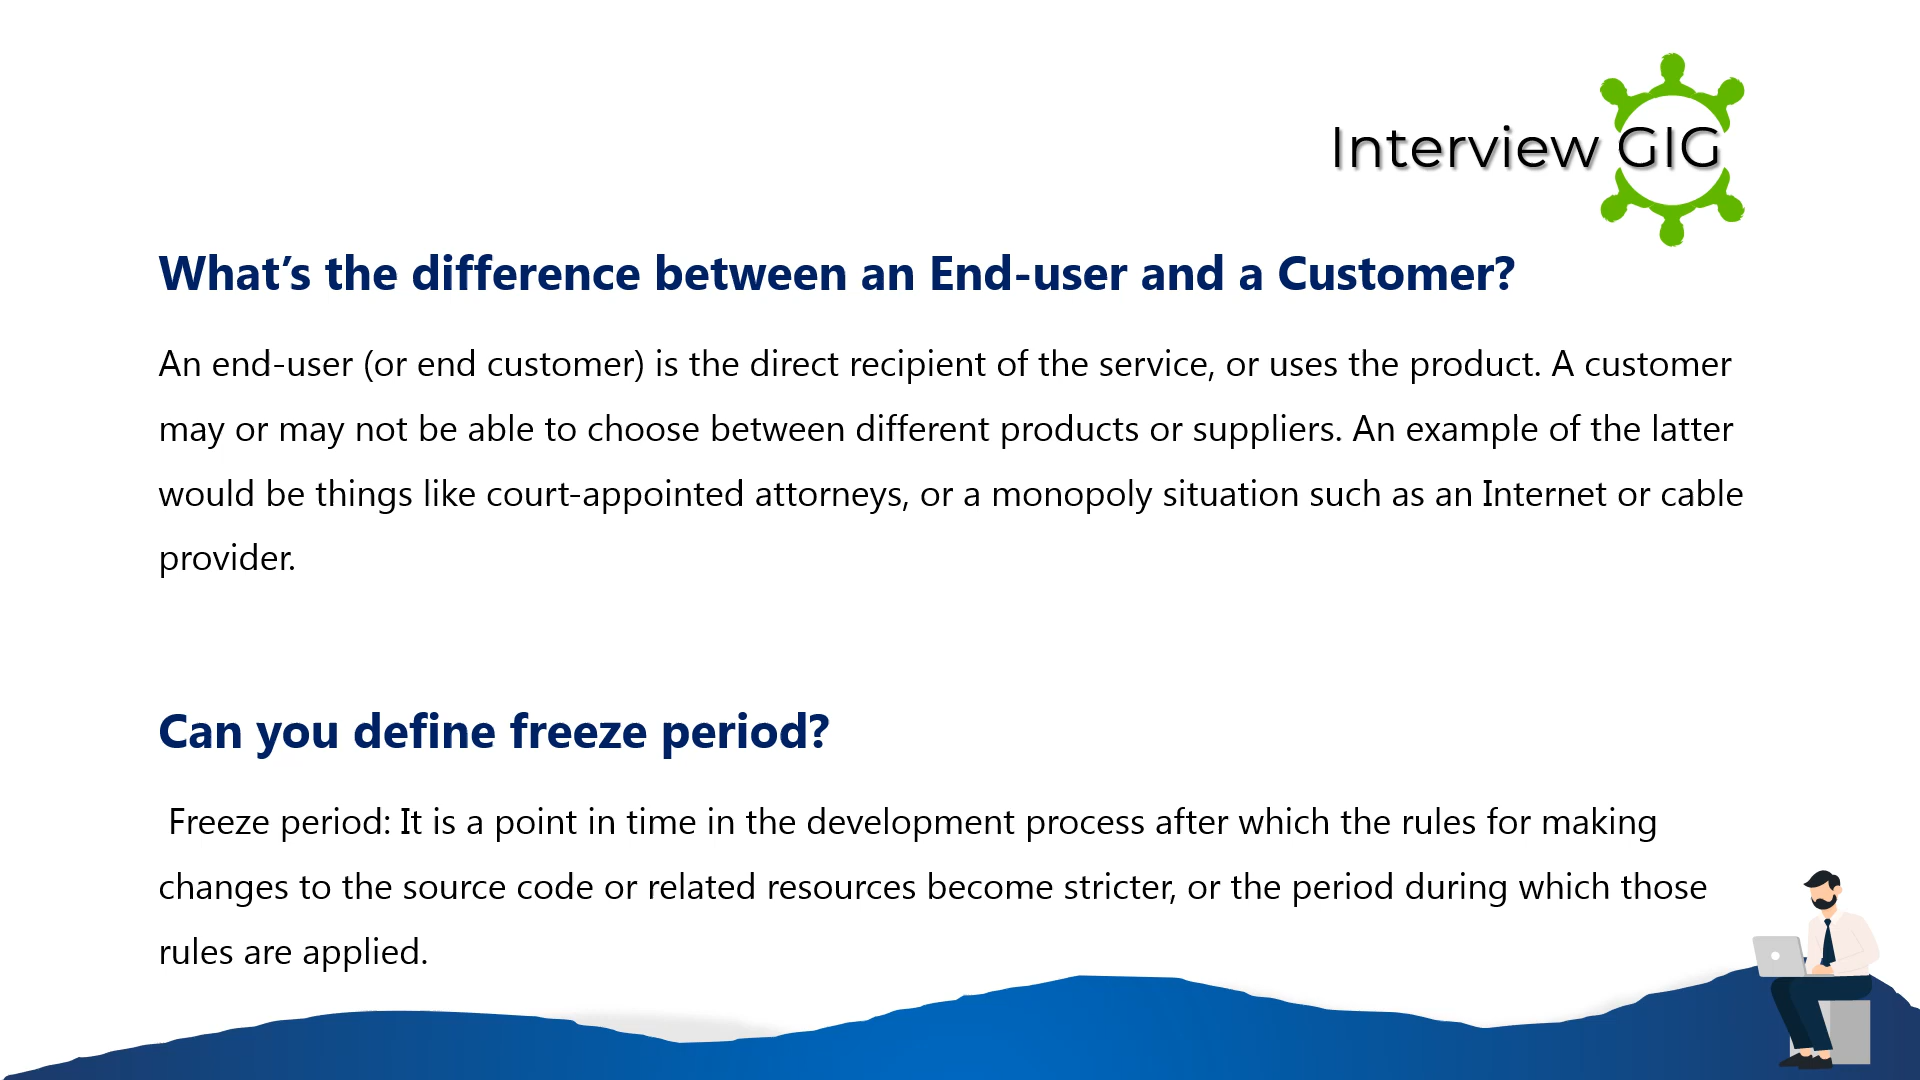 Interview GIG
What’s the difference between an End-user and a Customer?
An end-user (or end customer) is the direct recipient of the service, or uses the product. A customer
may or may not be able to choose between different products or suppliers. An example of the latter
would be things like court-appointed attorneys, or a monopoly situation such as an Internet or cable
provider.
Can you define freeze period?
Freeze period: It is a point in time in the development process after which the rules for making
changes to the source code or related resources become stricter, or the period during which those
rules are applied.